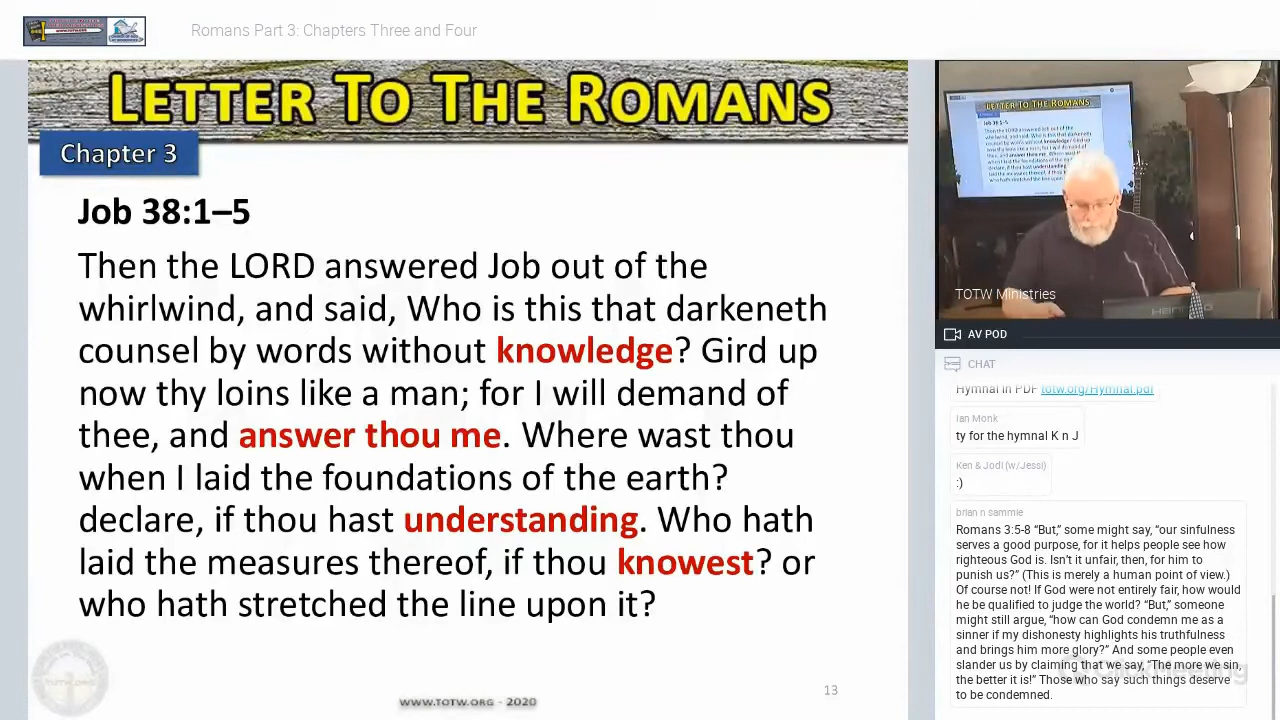 Romans Part 3: Chapters Three and Four
LETTER TO THE ROMANS
Chapter 3
Job 38:1–5
Then the LORD answered Job out of the
whirlwind, and said, Who is this that darkeneth
counsel by words without knowledge? Gird up
now thy loins like a man; for I will demand of
thee, and answer thou me. Where wast thou
when I laid the foundations of the earth?
declare, if thou hast understanding. Who hath
laid the measures thereof, if thou knowest? or
who hath stretched the line upon it?
WWW.TOTW.ORG - 2020
13
LETTER TO THE ROMANS
Job 38:1-5
TOTW Ministries
AV POD
CHAT
Hymnal in PDF totw.org/Hymnal.pdf
Ian Monk
ty for the hymnal K n J
Ken & Jodi (w/Jessi)
:)
brian n sammie
Romans 3:5-8 “But,” some might say, “our sinfulness
serves a good purpose, for it helps people see how
righteous God is. Isn’t it unfair, then, for him to
punish us?” (This is merely a human point of view.)
Of course not! If God were not entirely fair, how would
he be qualified to judge the world? “But,” someone
might still argue, “how can God condemn me as a
sinner if my dishonesty highlights his truthfulness
and brings him more glory?” And some people even
slander us by claiming that we say, “The more we sin,
the better it is!” Those who say such things deserve
to be condemned.